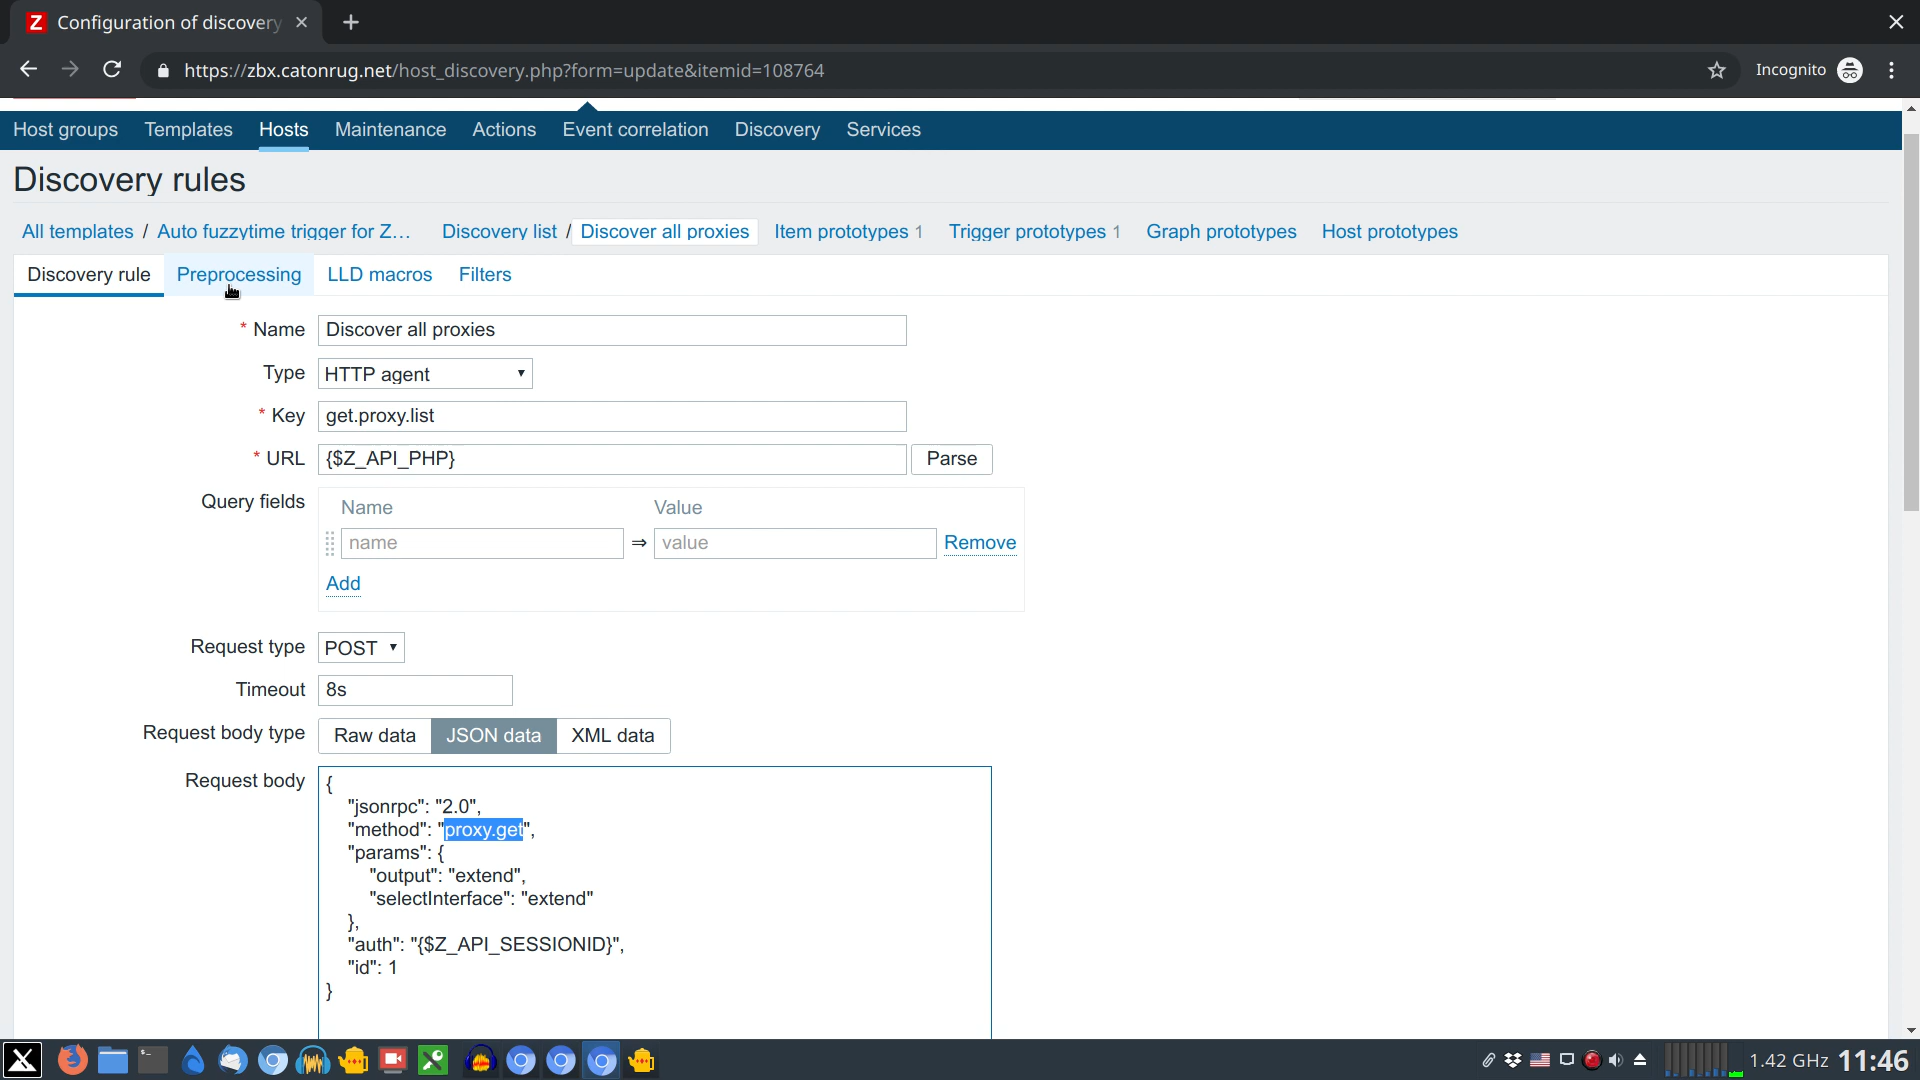 Z Configuration of discovery
https://zbx.catonrug.net/host_discovery.php?form=update&itemid=108764
Incognito
Host groups Templates Hosts Maintenance Actions Event correlation Discovery Services
Discovery rules
All templates / Auto fuzzytime trigger for Z... Discovery list / Discover all proxies Item prototypes 1 Trigger prototypes 1 Graph prototypes Host prototypes
Discovery rule Preprocessing LLD macros Filters
* Name Discover all proxies
Type HTTP agent
* Key get.proxy.list
* URL {$Z_API_PHP} Parse
Query fields Name Value
name ⇒ value Remove
Add
Request type POST
Timeout 8s
Request body type Raw data JSON data XML data
Request body {
"jsonrpc": "2.0",
"method": "proxy.get",
"params": {
"output": "extend",
"selectInterface": "extend"
},
"auth": "{$Z_API_SESSIONID}",
"id": 1
}
1.42 GHz 11:46